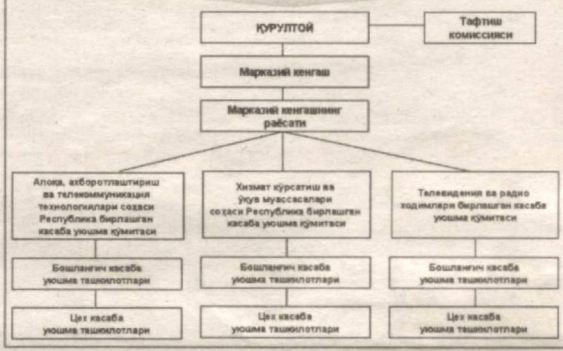 ҚУРУЛТОЙ
Тафтиш
комиссияси
Марказий кенгаш
Марказий кенгашнинг
раёсати
Алоқа, ахборотлаштириш
ва телекоммуникация
технологиялари соҳаси
Республика бирлашган
касаба уюшма қўмитаси
Хизмат кўрсатиш ва
ўқув муассасалари
соҳаси Республика бирлашган
касаба уюшма қўмитаси
Телевидения ва радио
ходимлари бирлашган касаба
уюшма қўмитаси
Бошланғич касаба
уюшма ташкилотлари
Бошланғич касаба
уюшма ташкилотлари
Бошланғич касаба
уюшма ташкилотлари
Цех касаба
уюшма ташкилотлари
Цех касаба
уюшма ташкилотлари
Цех касаба
уюшма ташкилотлари